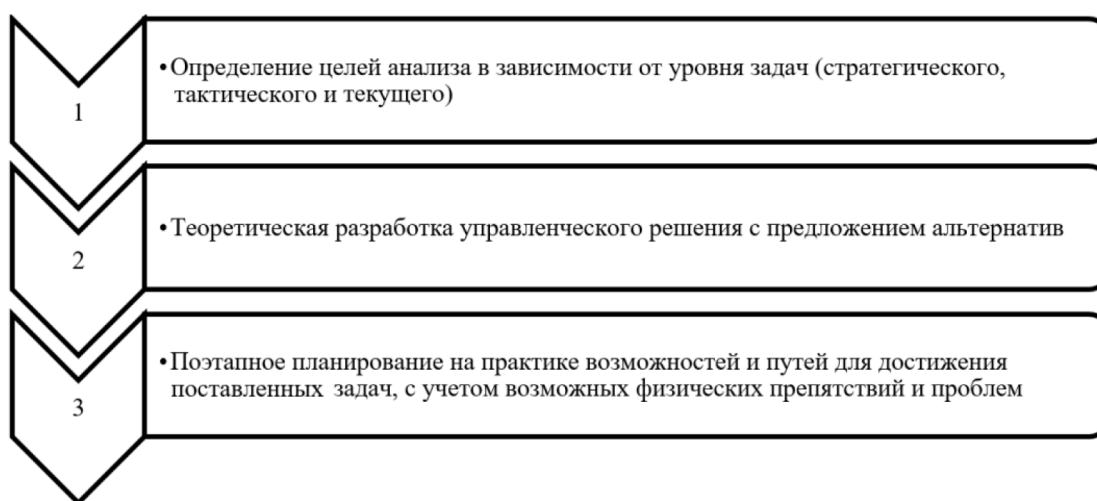 1
•Определение целей анализа в зависимости от уровня задач (стратегического,
тактического и текущего)
2
•Теоретическая разработка управленческого решения с предложением альтернатив
3
•Поэтапное планирование на практике возможностей и путей для достижения
поставленных задач, с учетом возможных физических препятствий и проблем